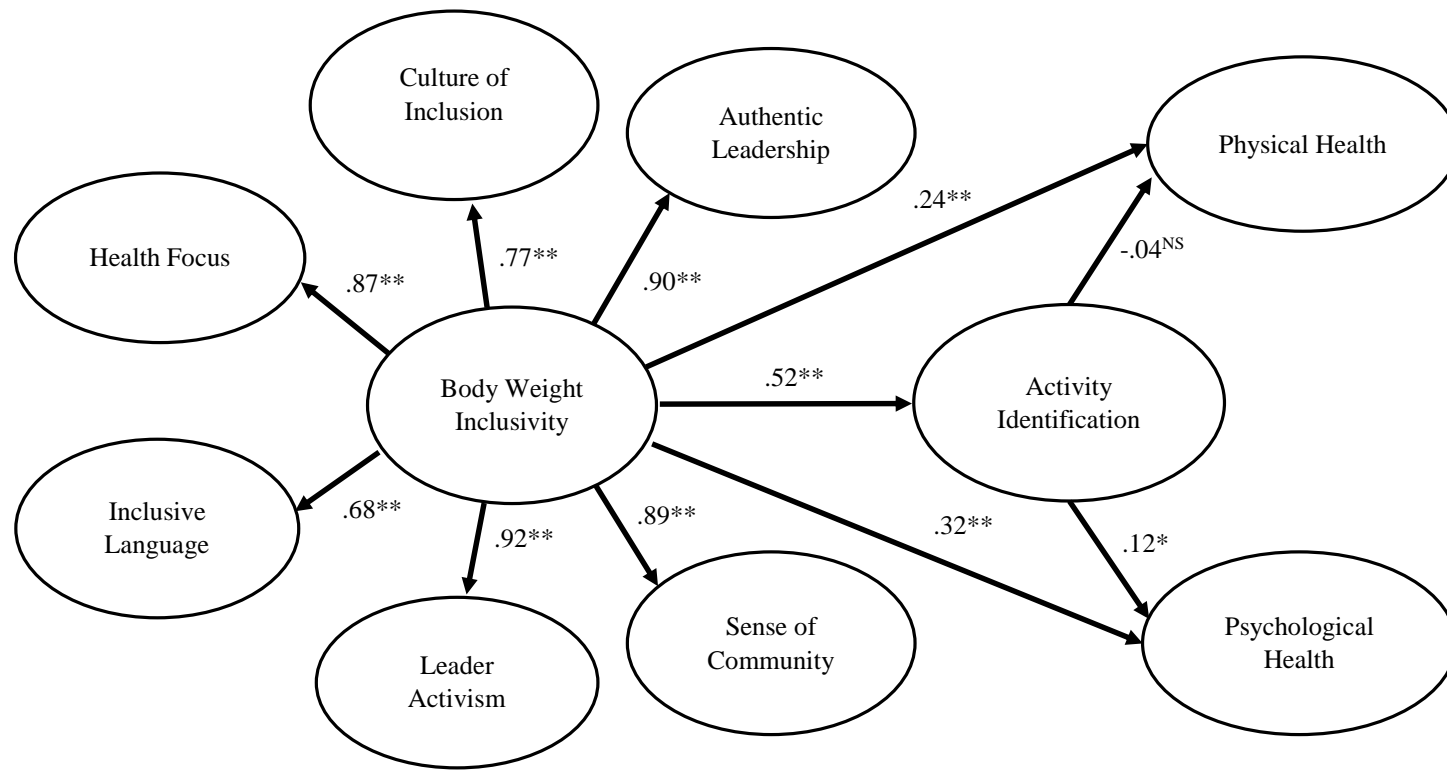 Culture of
Inclusion
Authentic
Leadership
Physical Health
.24**
Health Focus
.87**
.77**
.90**
-.04NS
Body Weight
Inclusivity
.52**
Activity
Identification
Inclusive
Language
.68**
.92**
.89**
.32**
.12*
Leader
Activism
Sense of
Community
Psychological
Health